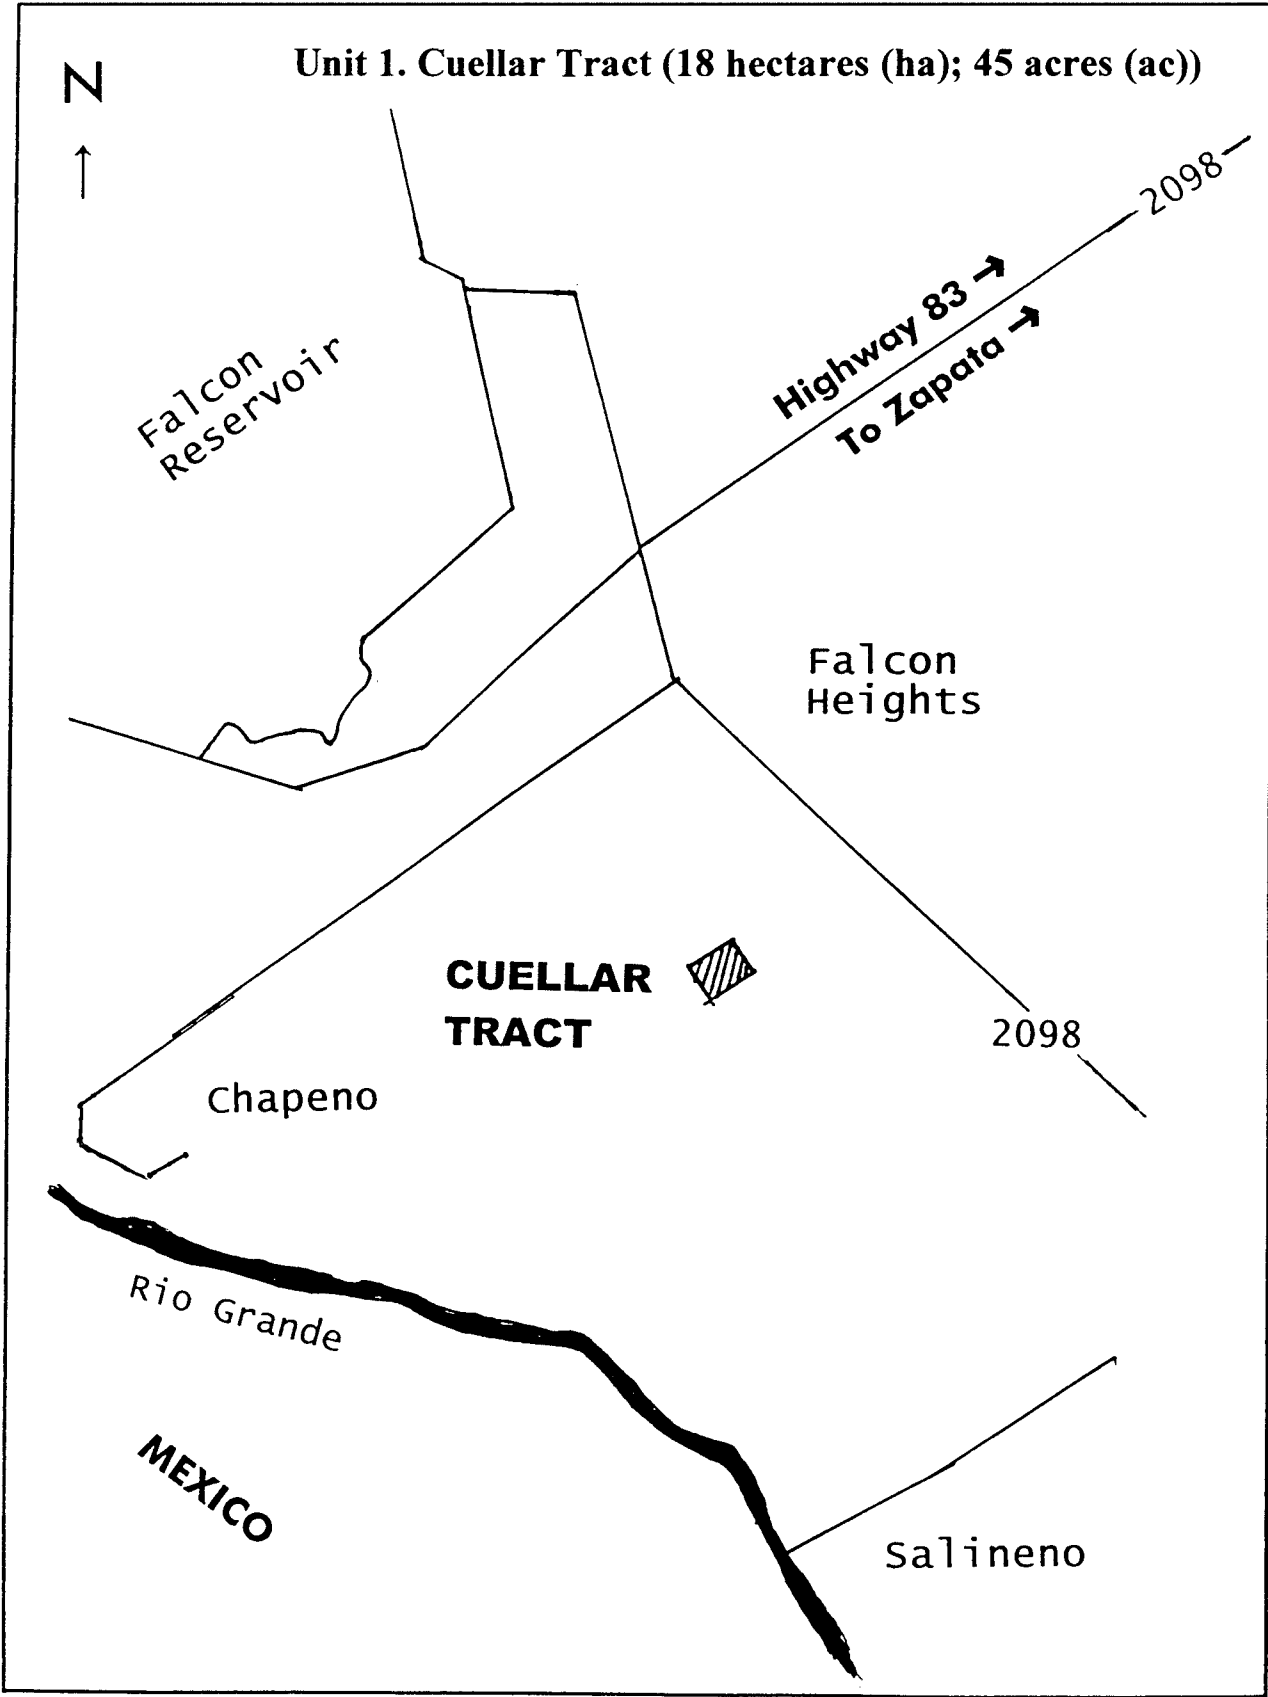 Unit 1. Cuellar Tract (18 hectares (ha); 45 acres (ac))
N
2098
Highway 83 →
To Zapata →
Falcon
Reservoir
Falcon
Heights
CUELLAR
TRACT
2098
Chapeno
Rio Grande
MEXICO
Salineno